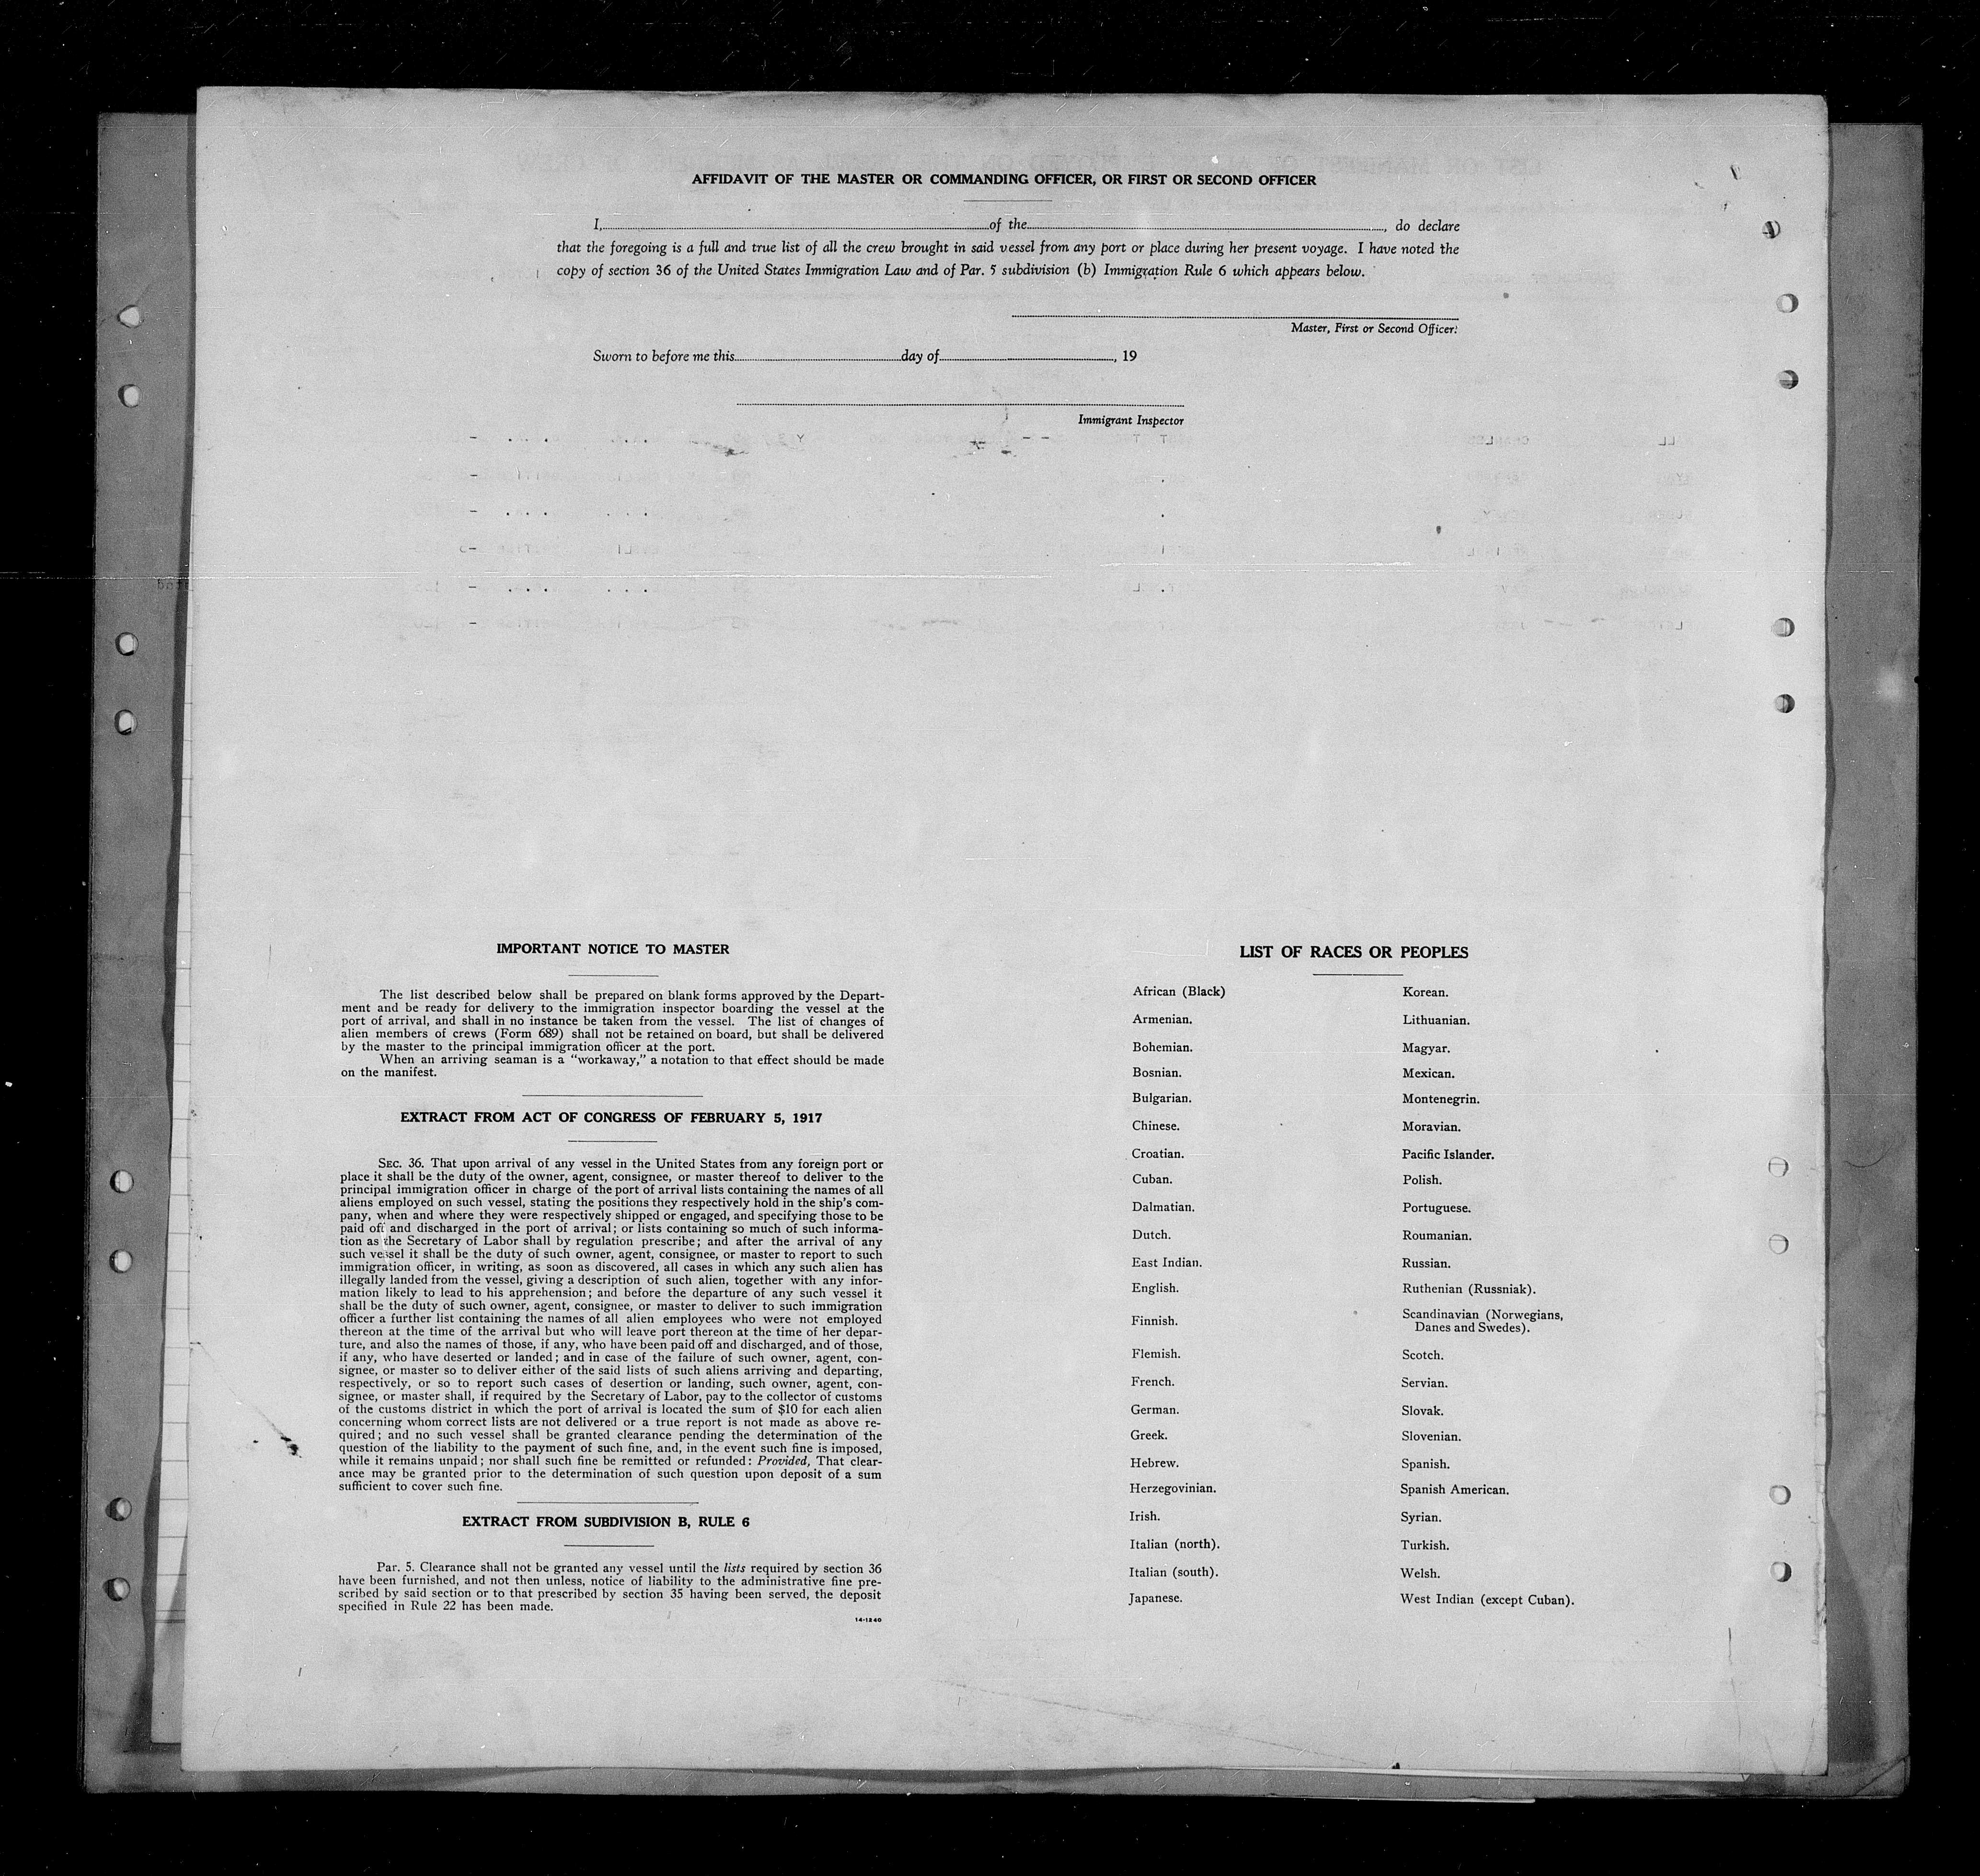 AFFIDAVIT OF THE MASTER OR COMMANDING OFFICER, OR FIRST OR SECOND OFFICER
I, of the , do declare
that the foregoing is a full and true list of all the crew brought in said vessel from any port or place during her present voyage. I have noted the
copy of section 36 of the United States Immigration Law and of Par. 5 subdivision (b) Immigration Rule 6 which appears below.
Master, First or Second Officer.
Sworn to before me this day of , 19
Immigrant Inspector
IMPORTANT NOTICE TO MASTER
The list described below shall be prepared on blank forms approved by the Depart-
ment and be ready for delivery to the immigration inspector boarding the vessel at the
port of arrival, and shall in no instance be taken from the vessel. The list of changes of
alien members of crews (Form 689) shall not be retained on board, but shall be delivered
by the master to the principal immigration officer at the port.
When an arriving seaman is a "workaway," a notation to that effect should be made
on the manifest.
EXTRACT FROM ACT OF CONGRESS OF FEBRUARY 5, 1917
SEC. 36. That upon arrival of any vessel in the United States from any foreign port or
place it shall be the duty of the owner, agent, consignee, or master thereof to deliver to the
principal immigration officer in charge of the port of arrival lists containing the names of all
aliens employed on such vessel, stating the positions they respectively hold in the ship's com-
pany, when and where they were respectively shipped or engaged, and specifying those to be
paid off and discharged in the port of arrival; or lists containing so much of such informa-
tion as the Secretary of Labor shall by regulation prescribe; and after the arrival of any
such vessel it shall be the duty of such owner, agent, consignee, or master to report to such
immigration officer, in writing, as soon as discovered, all cases in which any such alien has
illegally landed from the vessel, giving a description of such alien, together with any infor-
mation likely to lead to his apprehension; and before the departure of any such vessel it
shall be the duty of such owner, agent, consignee, or master to deliver to such immigration
officer a further list containing the names of all alien employees who were not employed
thereon at the time of the arrival but who will leave port thereon at the time of her depar-
ture, and also the names of those, if any, who have been paid off and discharged, and of those,
if any, who have deserted or landed; and in case of the failure of such owner, agent, con-
signee, or master so to deliver either of the said lists of such aliens arriving and departing,
respectively, or so to report such cases of desertion or landing, such owner, agent, con-
signee, or master shall, if required by the Secretary of Labor, pay to the collector of customs
of the customs district in which the port of arrival is located the sum of $10 for each alien
concerning whom correct lists are not delivered or a true report is not made as above re-
quired; and no such vessel shall be granted clearance pending the determination of the
question of the liability to the payment of such fine, and, in the event such fine is imposed,
while it remains unpaid; nor shall such fine be remitted or refunded: Provided, That clear-
ance may be granted prior to the determination of such question upon deposit of a sum
sufficient to cover such fine.
EXTRACT FROM SUBDIVISION B, RULE 6
Par. 5. Clearance shall not be granted any vessel until the lists required by section 36
have been furnished, and not then unless, notice of liability to the administrative fine pre-
scribed by said section or to that prescribed by section 35 having been served, the deposit
specified in Rule 22 has been made.
14-1240
LIST OF RACES OR PEOPLES
African (Black)
Armenian.
Bohemian.
Bosnian.
Bulgarian.
Chinese.
Croatian.
Cuban.
Dalmatian.
Dutch.
East Indian.
English.
Finnish.
Flemish.
French.
German.
Greek.
Hebrew.
Herzegovinian.
Irish.
Italian (north).
Italian (south).
Japanese.
Korean.
Lithuanian.
Magyar.
Mexican.
Montenegrin.
Moravian.
Pacific Islander.
Polish.
Portuguese.
Roumanian.
Russian.
Ruthenian (Russniak).
Scandinavian (Norwegians,
Danes and Swedes).
Scotch.
Servian.
Slovak.
Slovenian.
Spanish.
Spanish American.
Syrian.
Turkish.
Welsh.
West Indian (except Cuban).